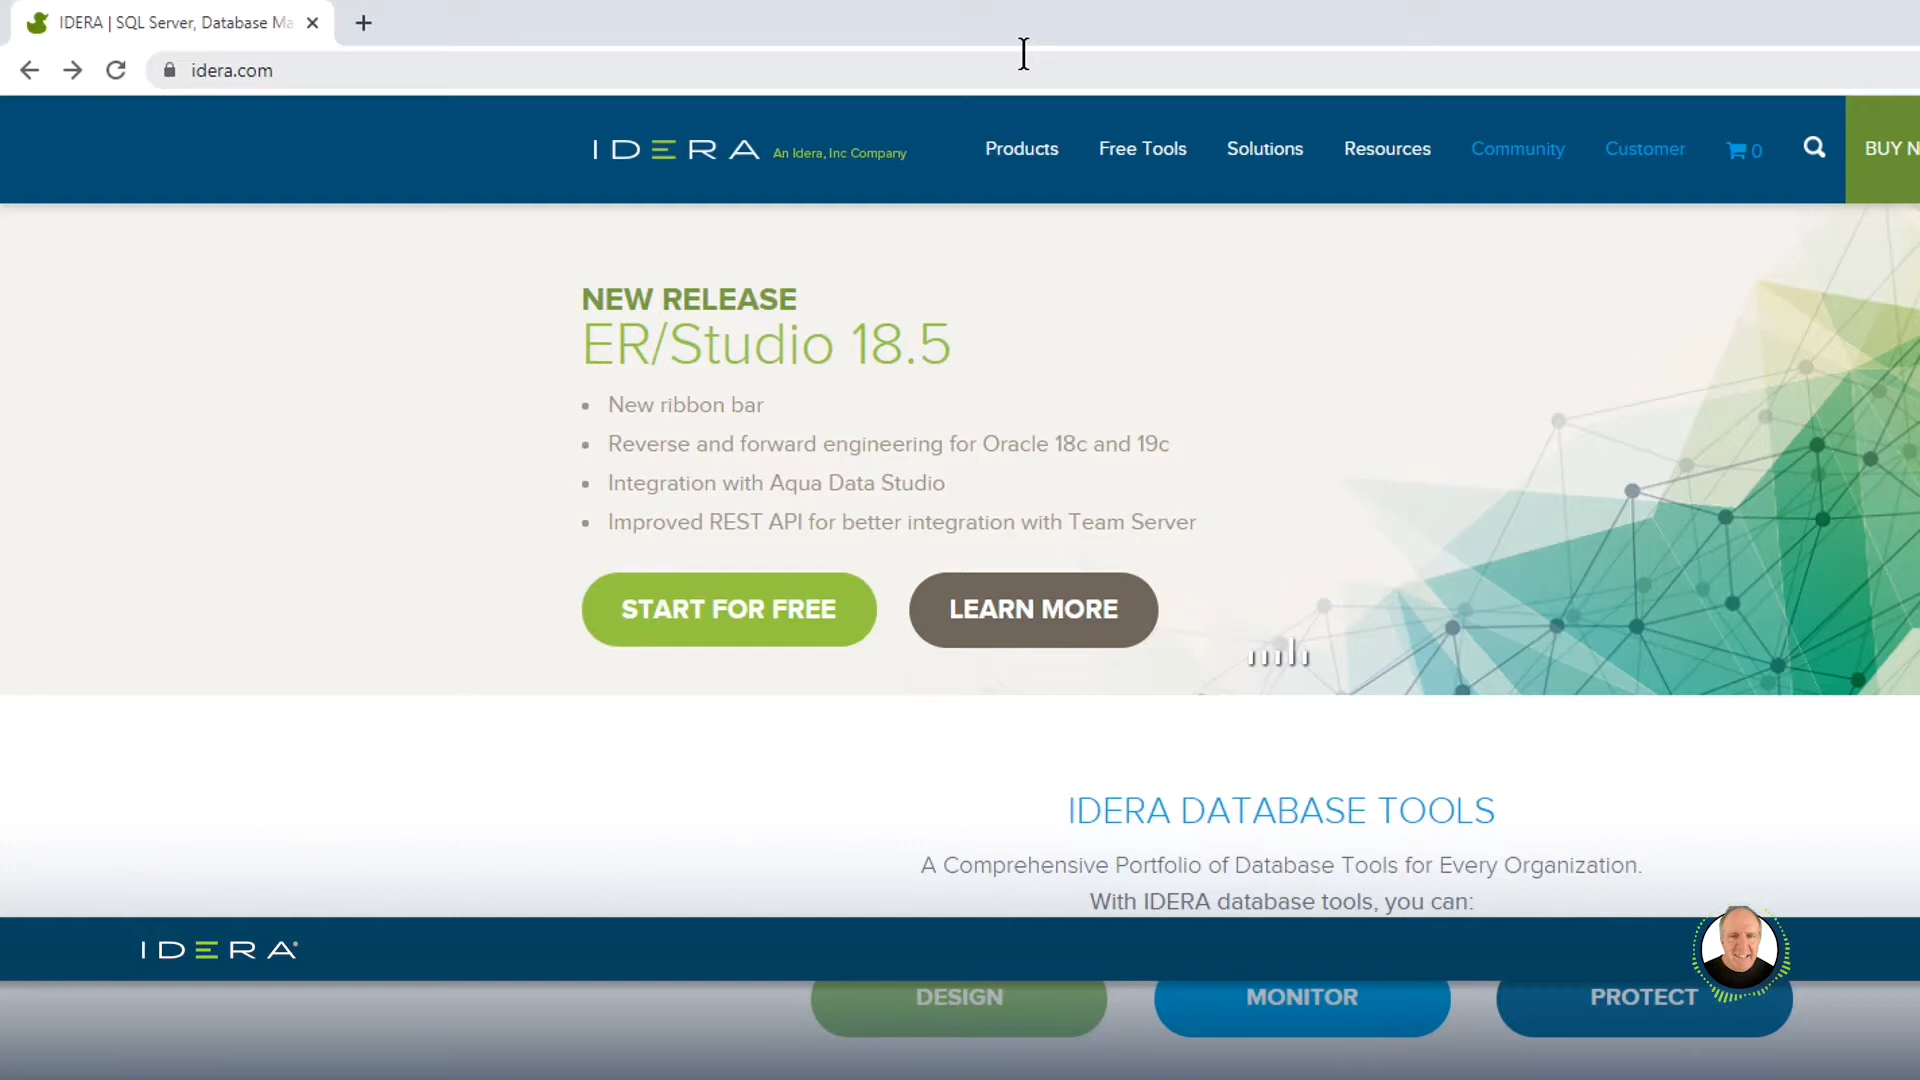 IDERA | SQL Server, Database Ma
idera.com
IDERA An Idera, Inc Company Products Free Tools Solutions Resources Community Customer 0 BUY N
NEW RELEASE
ER/Studio 18.5
New ribbon bar
Reverse and forward engineering for Oracle 18c and 19c
Integration with Aqua Data Studio
Improved REST API for better integration with Team Server
START FOR FREE LEARN MORE
IDERA DATABASE TOOLS
A Comprehensive Portfolio of Database Tools for Every Organization.
With IDERA database tools, you can:
IDERA
DESIGN MONITOR PROTECT